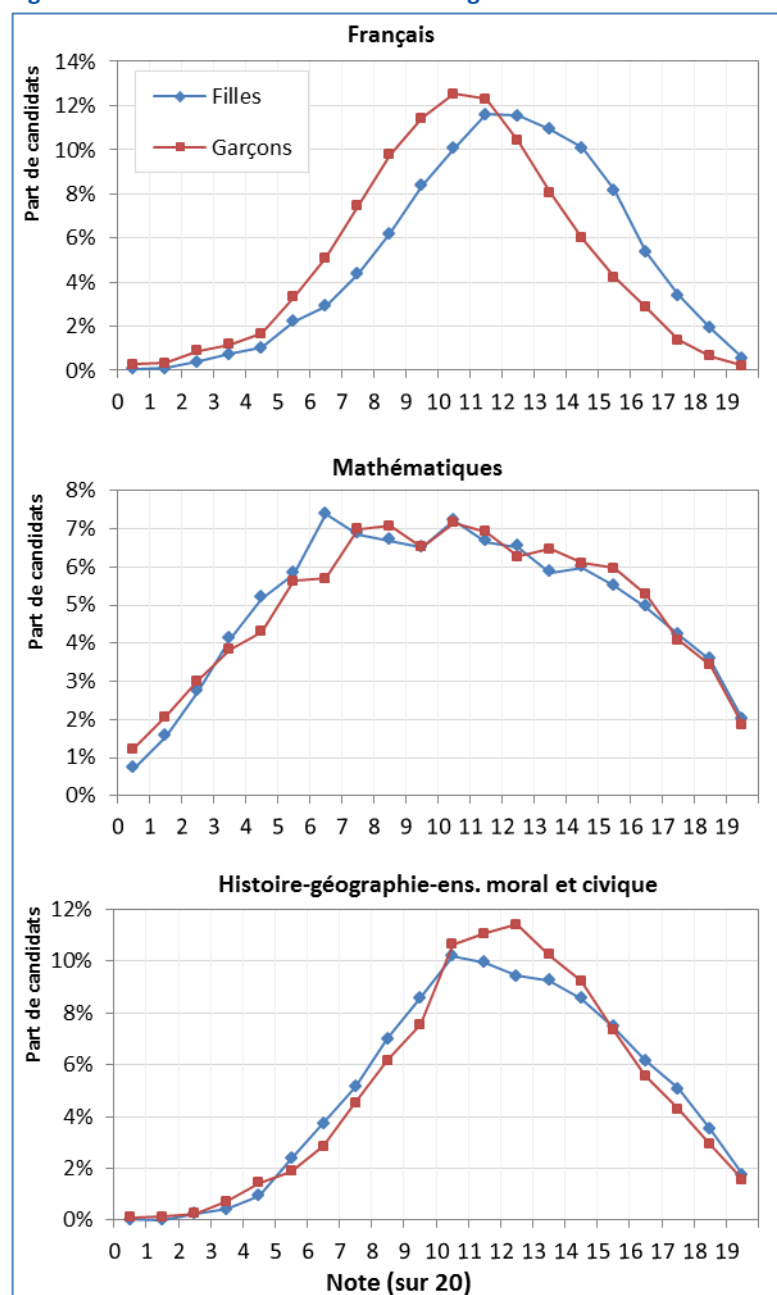 Français
14%
12%
10%
8%
6%
4%
2%
0%
Part de candidats
Filles
Garçons
0 1 2 3 4 5 6 7 8 9 10 11 12 13 14 15 16 17 18 19
Mathématiques
8%
7%
6%
5%
4%
3%
2%
1%
0%
Part de candidats
0 1 2 3 4 5 6 7 8 9 10 11 12 13 14 15 16 17 18 19
Histoire-géographie-ens. moral et civique
12%
10%
8%
6%
4%
2%
0%
Part de candidats
0 1 2 3 4 5 6 7 8 9 10 11 12 13 14 15 16 17 18 19
Note (sur 20)